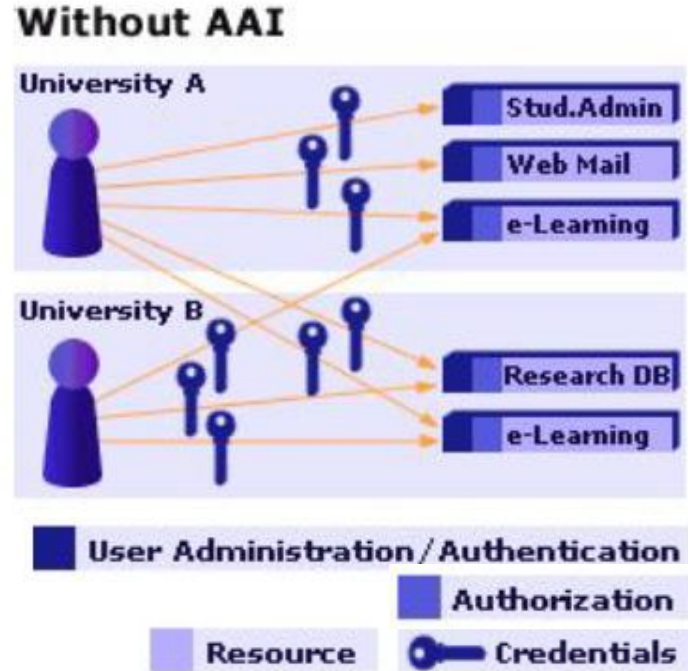 Without AAI
University A
Stud.Admin
Web Mail
e-Learning
University B
Research DB
e-Learning
User Administration/Authentication
Authorization
Resource
Credentials